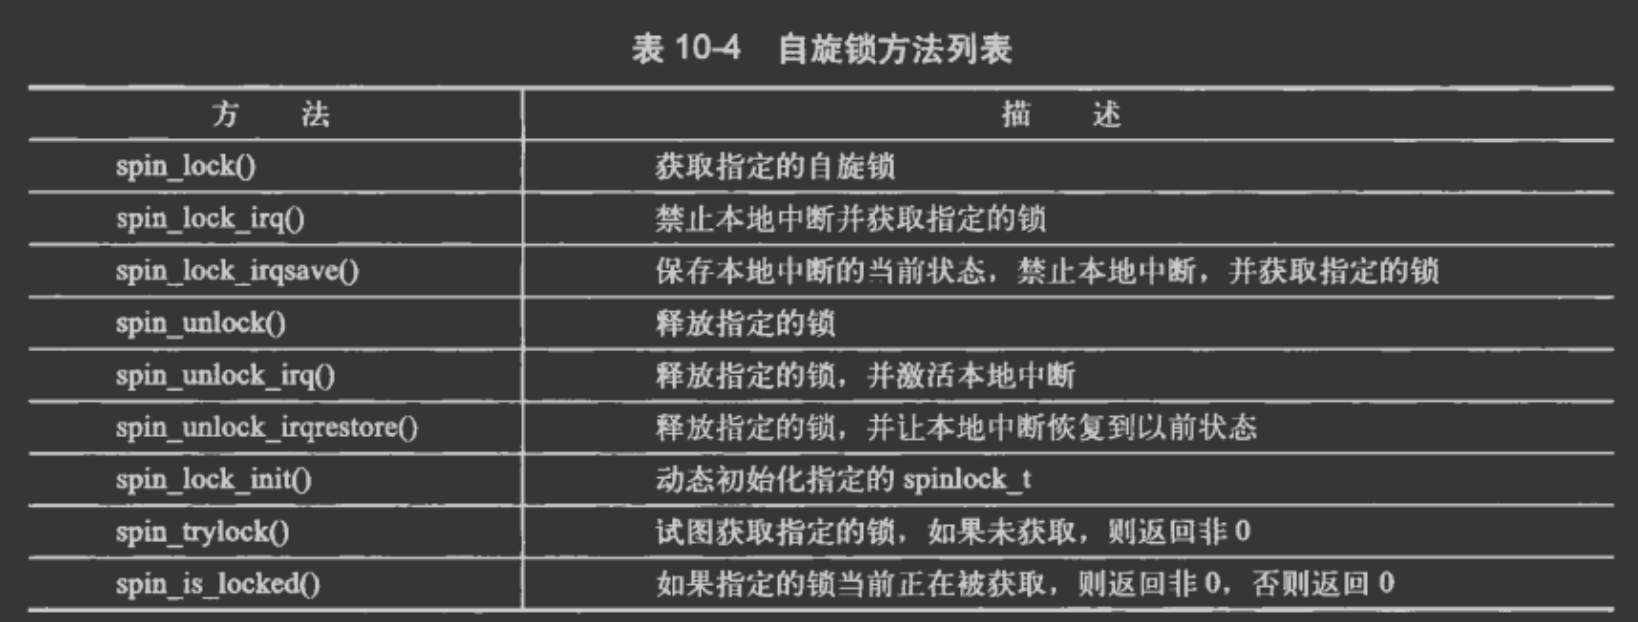 表 10-4 自旋锁方法列表
方 法 描 述
spin_lock() 获取指定的自旋锁
spin_lock_irq() 禁止本地中断并获取指定的锁
spin_lock_irqsave() 保存本地中断的当前状态，禁止本地中断，并获取指定的锁
spin_unlock() 释放指定的锁
spin_unlock_irq() 释放指定的锁，并激活本地中断
spin_unlock_irqrestore() 释放指定的锁，并让本地中断恢复到以前状态
spin_lock_init() 动态初始化指定的 spinlock_t
spin_trylock() 试图获取指定的锁，如果未获取，则返回非 0
spin_is_locked() 如果指定的锁当前正在被获取，则返回非 0，否则返回 0